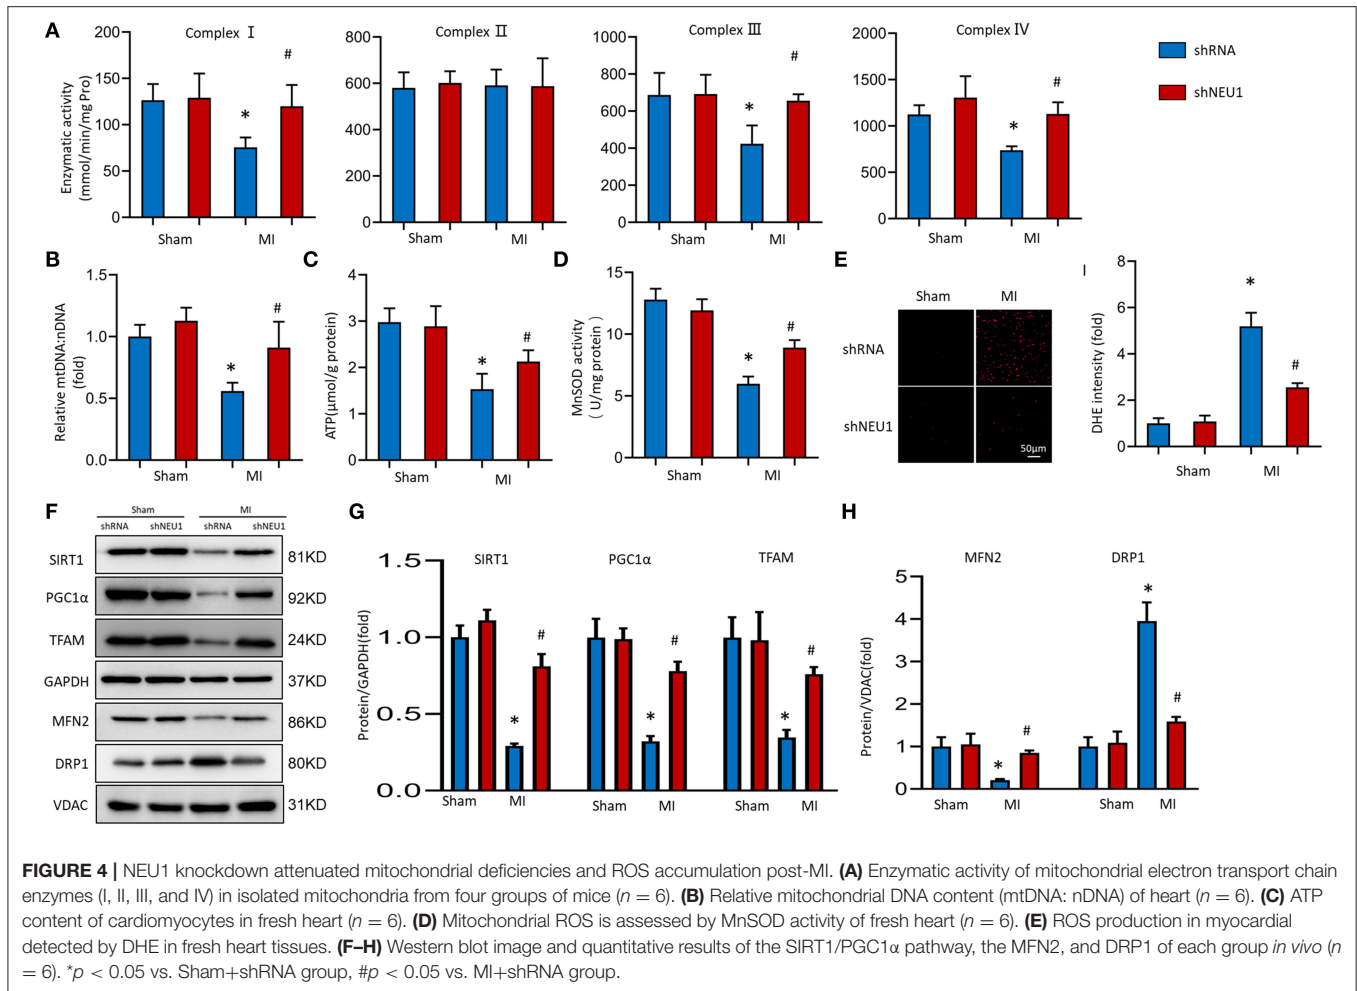 A
Complex Ⅰ
Complex Ⅱ
Complex Ⅲ
Complex Ⅳ
shRNA
shNEU1
Enzymatic activity
(mmol/min/mg Pro)
200
150
100
50
0
*
#
Sham
MI
800
600
400
200
0
Sham
MI
1000
800
600
400
200
0
*
#
Sham
MI
2000
1500
1000
500
0
*
#
Sham
MI
B
Relative mtDNA:nDNA
(fold)
1.5
1.0
0.5
0.0
*
#
Sham
MI
C
ATP(μmol/g protein)
4
3
2
1
0
*
#
Sham
MI
D
MnSOD activity
( U/mg protein )
15
10
5
0
*
#
Sham
MI
E
Sham
MI
shRNA
shNEU1
50μm
I
DHE intensity (fold)
8
6
4
2
0
*
#
Sham
MI
F
Sham
MI
shRNA
shNEU1
shRNA
shNEU1
SIRT1
81KD
PGC1α
92KD
TFAM
24KD
GAPDH
37KD
MFN2
86KD
DRP1
80KD
VDAC
31KD
G
SIRT1
PGC1α
TFAM
Protein/GAPDH(fold)
1.5
1.0
0.5
0.0
*
#
*
#
*
#
Sham
MI
Sham
MI
Sham
MI
H
MFN2
DRP1
Protein/VDAC(fold)
5
4
3
2
1
0
*
#
*
#
Sham
MI
Sham
MI
FIGURE 4 | NEU1 knockdown attenuated mitochondrial deficiencies and ROS accumulation post-MI. (A) Enzymatic activity of mitochondrial electron transport chain
enzymes (I, II, III, and IV) in isolated mitochondria from four groups of mice (n = 6). (B) Relative mitochondrial DNA content (mtDNA: nDNA) of heart (n = 6). (C) ATP
content of cardiomyocytes in fresh heart (n = 6). (D) Mitochondrial ROS is assessed by MnSOD activity of fresh heart (n = 6). (E) ROS production in myocardial
detected by DHE in fresh heart tissues. (F–H) Western blot image and quantitative results of the SIRT1/PGC1α pathway, the MFN2, and DRP1 of each group in vivo (n
= 6). *p < 0.05 vs. Sham+shRNA group, #p < 0.05 vs. MI+shRNA group.